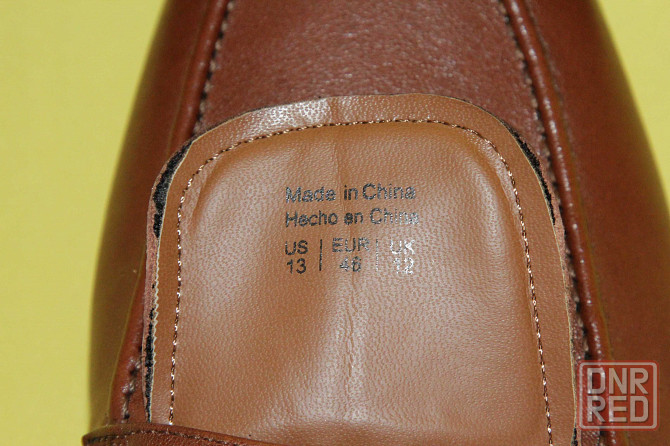 Made in China
Hecho en China
US | EUR | UK
13 | 46 | 12
DNR
RED